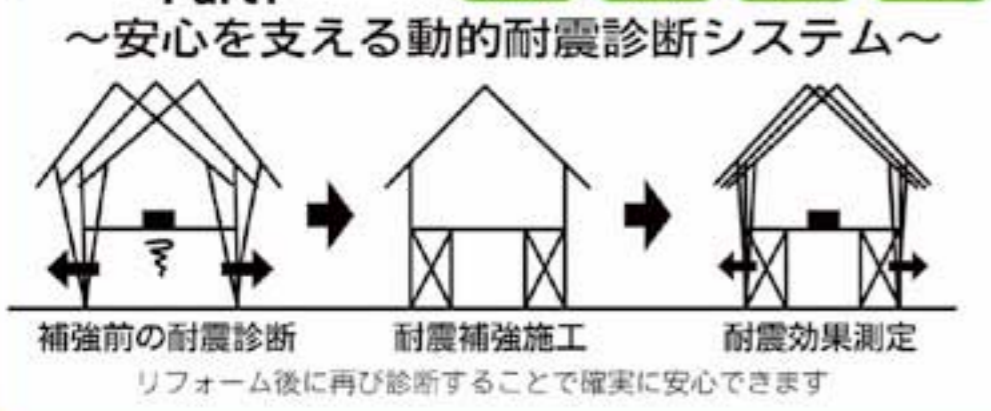 ～安心を支える動的耐震診断システム～
補強前の耐震診断
耐震補強施工
耐震効果測定
リフォーム後に再び診断することで確実に安心できます